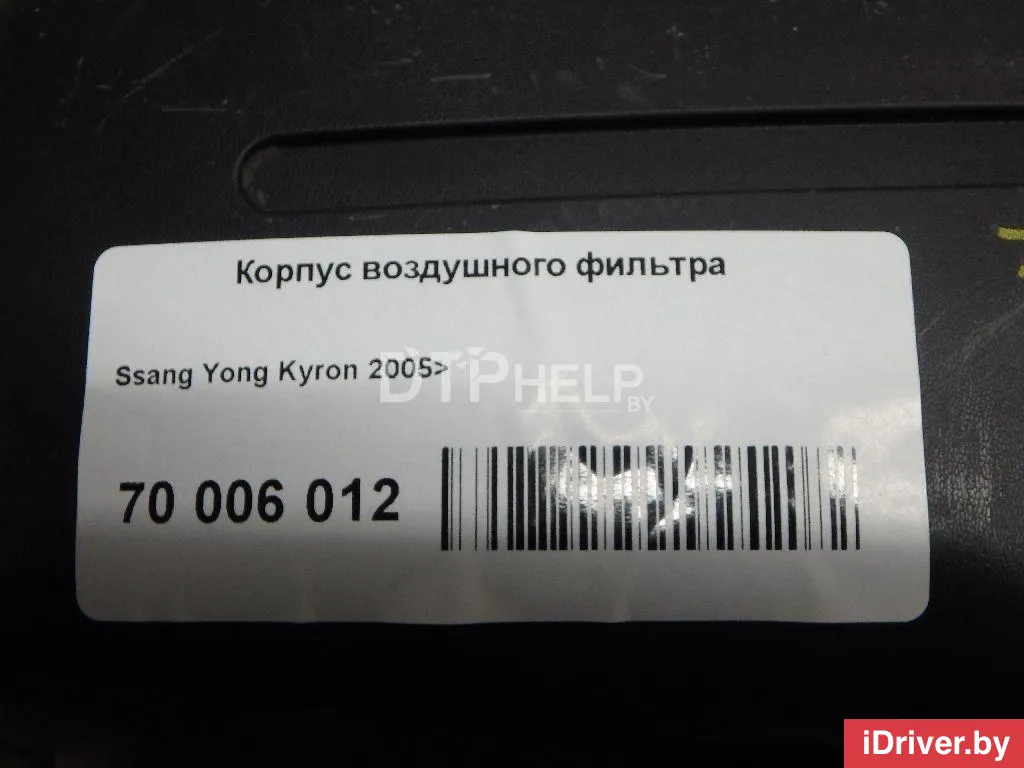 Корпус воздушного фильтра
Ssang Yong Kyron 2005>
DTPHELP
BY
70 006 012
iDriver.by